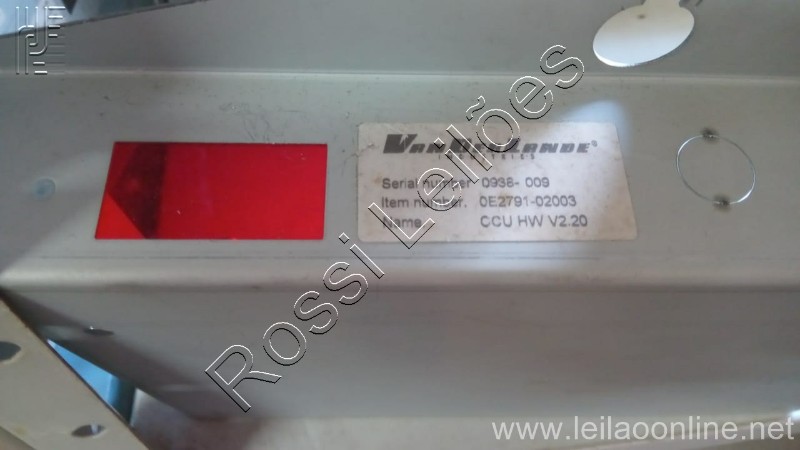 VanDerLande®
INDUSTRIES
Serial number 0938- 009
Item number. 0E2791-02003
Name CCU HW V2.20
Rossi Leilões
www.leilaoonline.net